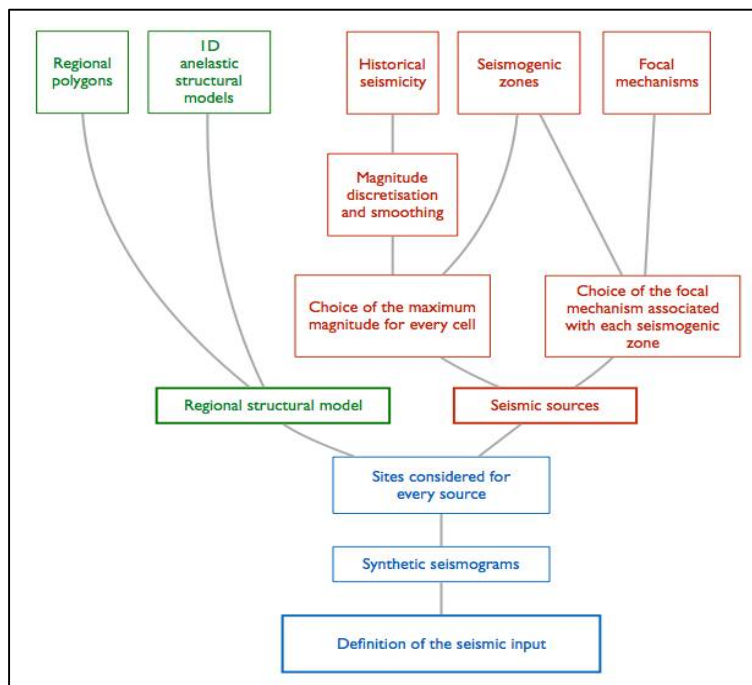 Regional
polygons
1D
anelastic
structural
models
Historical
seismicity
Seismogenic
zones
Focal
mechanisms
Magnitude
discretisation
and smoothing
Choice of the maximum
magnitude for every cell
Choice of the focal
mechanism associated
with each seismogenic
zone
Regional structural model
Seismic sources
Sites considered for
every source
Synthetic seismograms
Definition of the seismic input